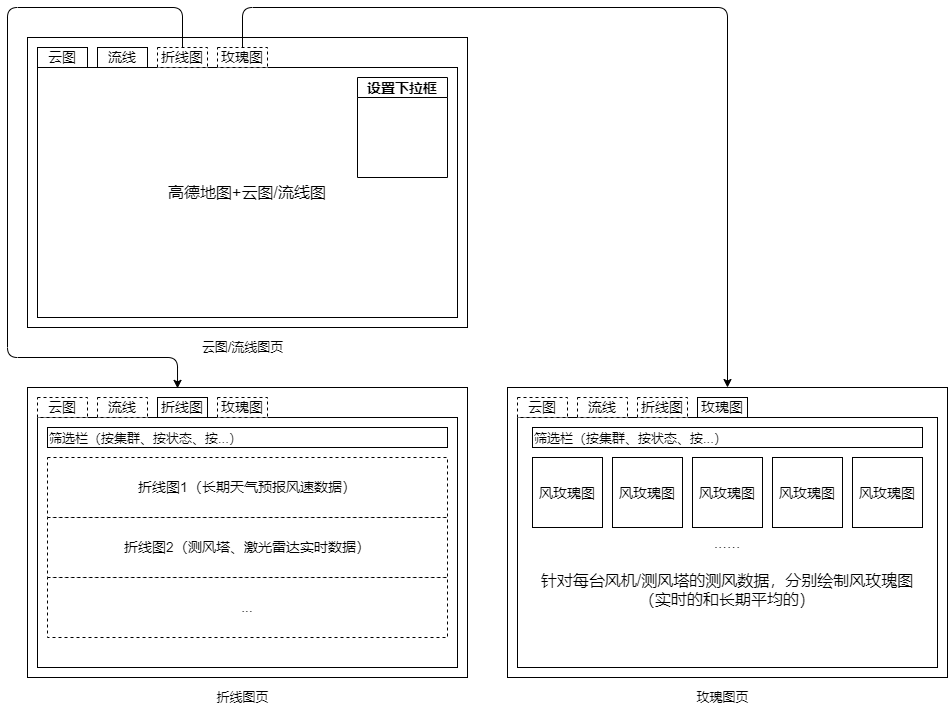 云图
流线
折线图
玫瑰图
设置下拉框
高德地图+云图/流线图
云图/流线图页
云图
流线
折线图
玫瑰图
筛选栏（按集群、按状态、按...）
折线图1（长期天气预报风速数据）
折线图2（测风塔、激光雷达实时数据）
...
折线图页
云图
流线
折线图
玫瑰图
筛选栏（按集群、按状态、按...）
风玫瑰图
风玫瑰图
风玫瑰图
风玫瑰图
风玫瑰图
……
针对每台风机/测风塔的测风数据，分别绘制风玫瑰图
（实时的和长期平均的）
玫瑰图页